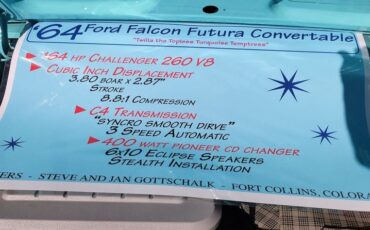 '64 Ford Falcon Futura Convertable
"Twilla the Topless Turquoise Temptress"
164 HP CHALLENGER 260 V8
CUBIC INCH DISPLACEMENT
3.80 BOAR X 2.87"
STROKE
8.8:1 COMPRESSION
C4 TRANSMISSION
"SYNCRO SMOOTH DIRVE"
3 SPEED AUTOMATIC
400 WATT PIONEER CD CHANGER
6X10 ECLIPSE SPEAKERS
STEALTH INSTALLATION
ERS - STEVE AND JAN GOTTSCHALK - FORT COLLINS, COLORA